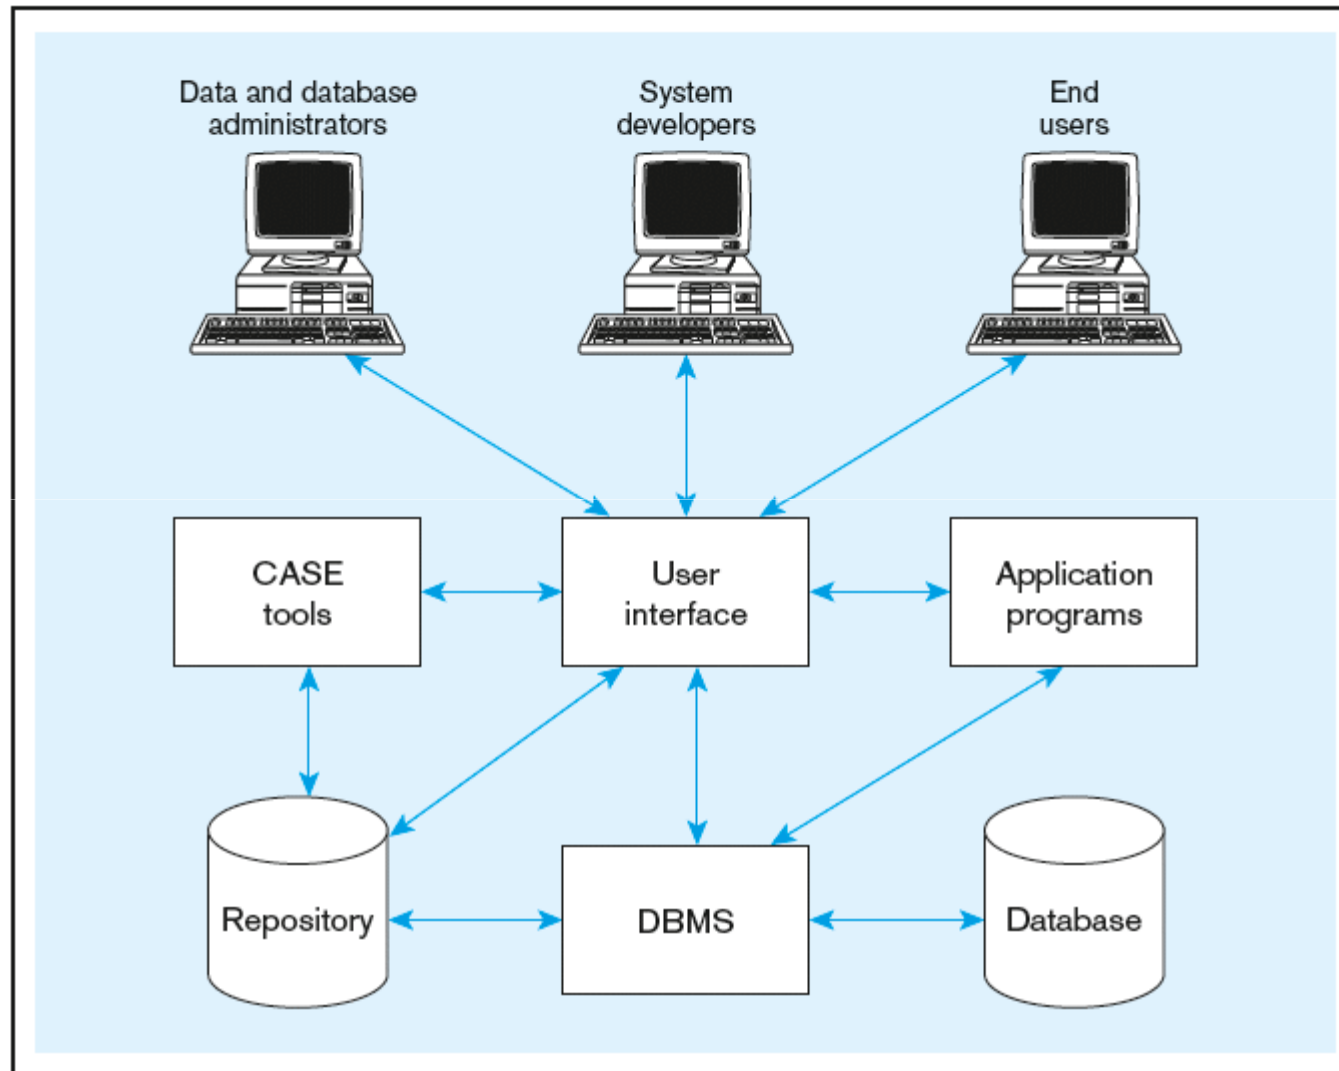 Data and database
administrators
System
developers
End
users
CASE
tools
User
interface
Application
programs
Repository
DBMS
Database